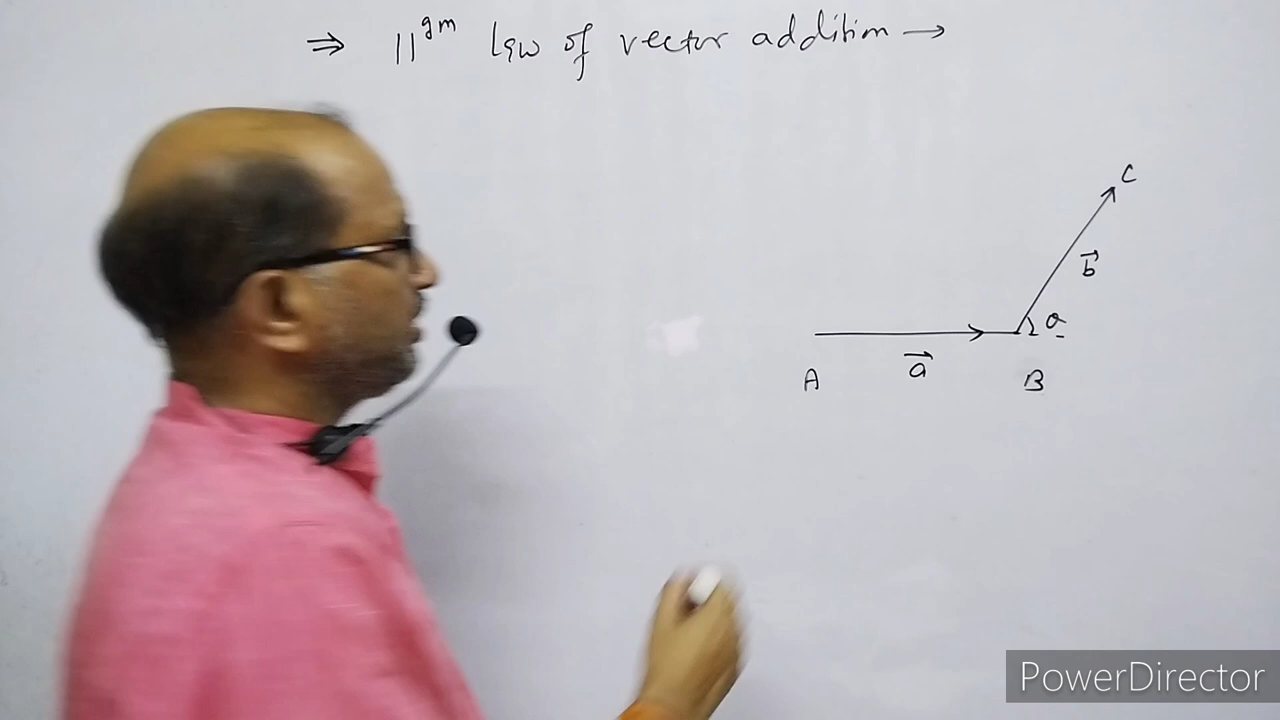 ⇒ ||gm law of vector addition →
C
b⃗
θ
a⃗
A B
PowerDirector